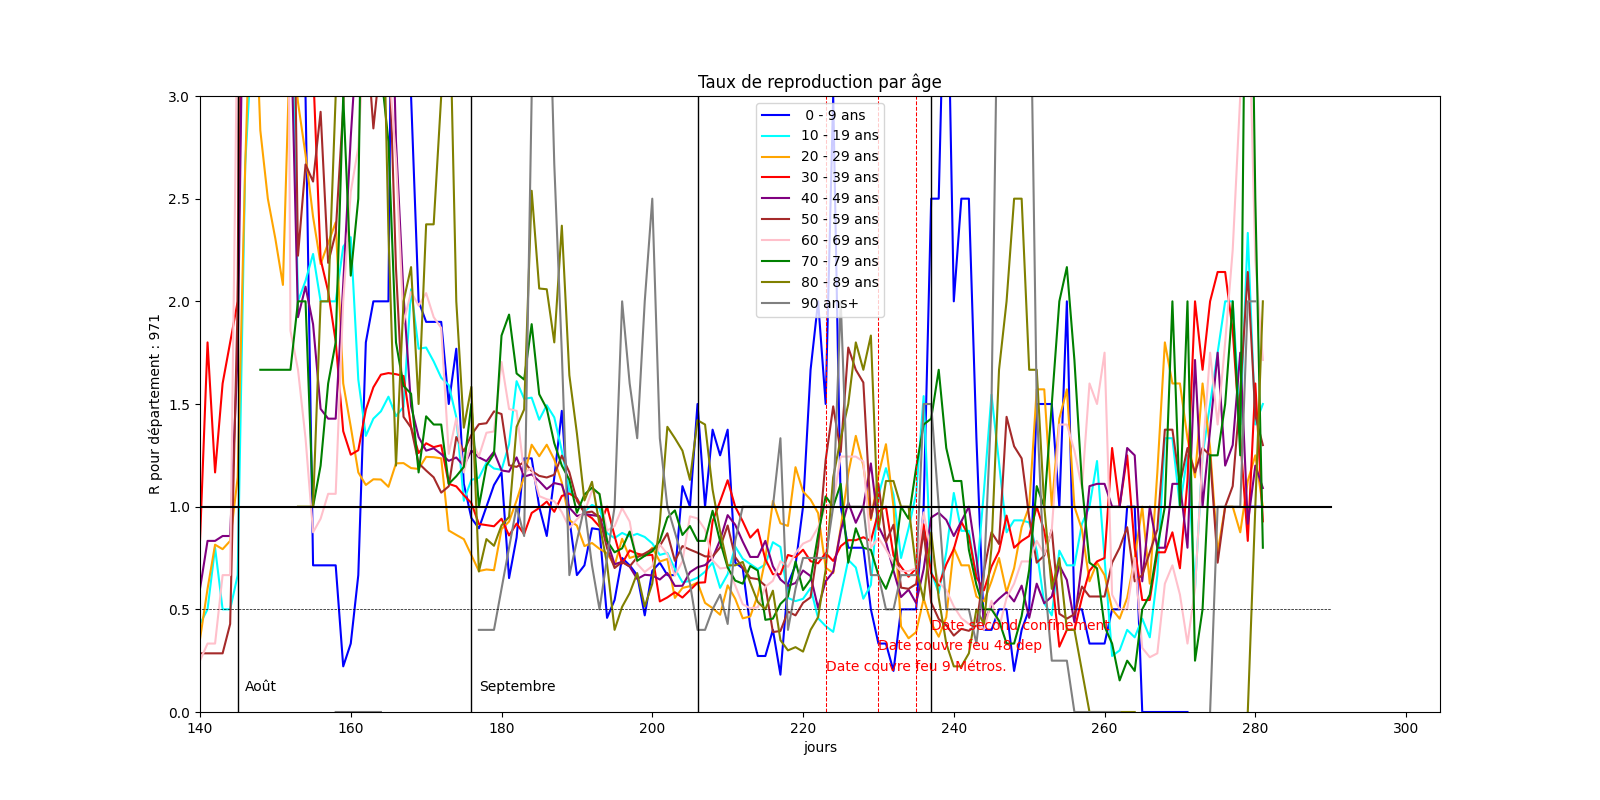 Taux de reproduction par âge
3.0
2.5
2.0
1.5
1.0
0.5
0.0
R pour département : 971
0 - 9 ans
10 - 19 ans
20 - 29 ans
30 - 39 ans
40 - 49 ans
50 - 59 ans
60 - 69 ans
70 - 79 ans
80 - 89 ans
90 ans+
Date second confinement
Date couvre feu 48 dep
Date couvre feu 9 Métros.
Août
Septembre
140
160
180
200
220
240
260
280
300
jours